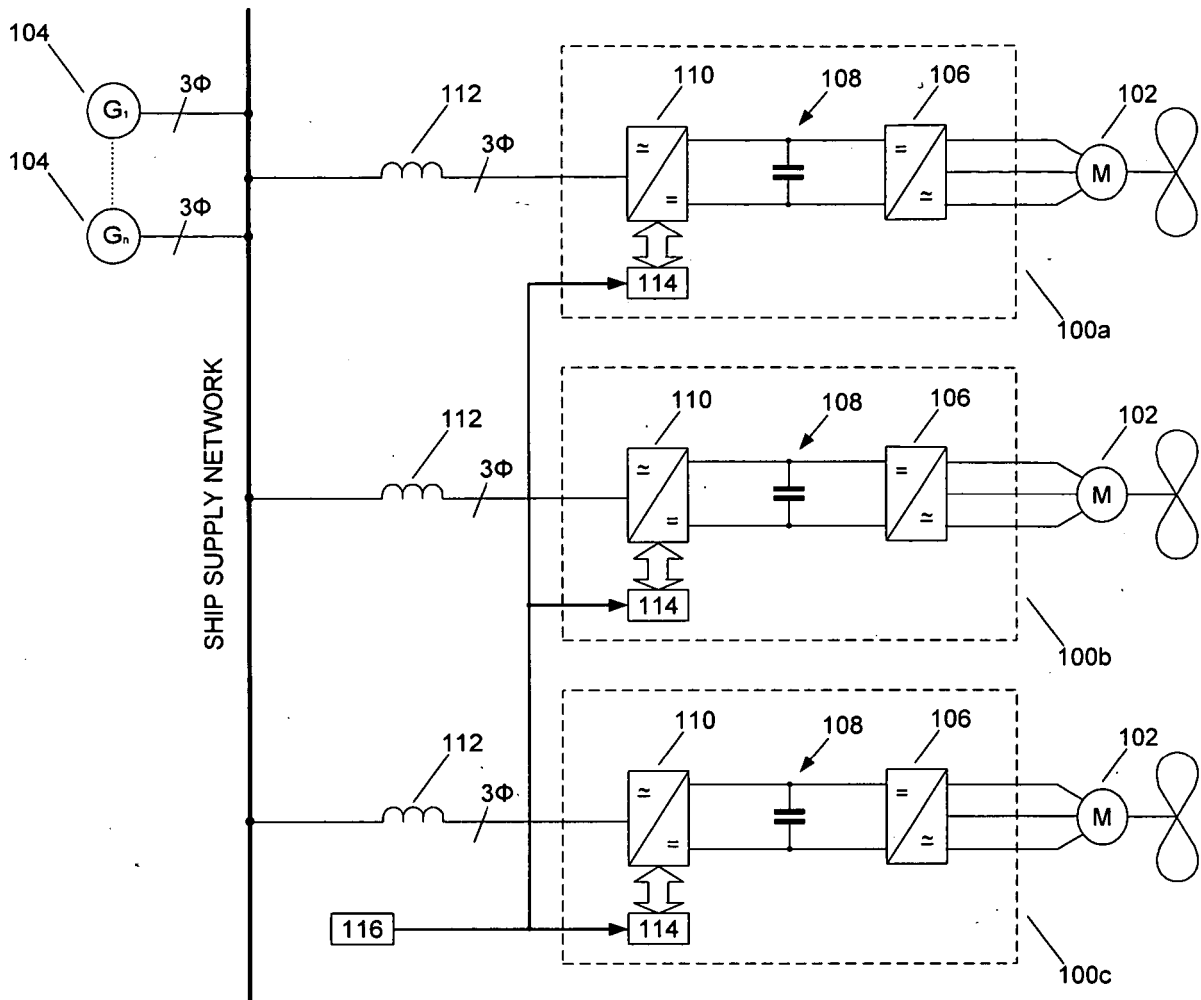 104
3Φ
G₁
104
3Φ
Gₙ
112
3Φ
110
≃
=
108
106
=
≃
102
M
114
100a
SHIP SUPPLY NETWORK
112
3Φ
110
≃
=
108
106
=
≃
102
M
114
100b
112
3Φ
110
≃
=
108
106
=
≃
102
M
114
116
100c